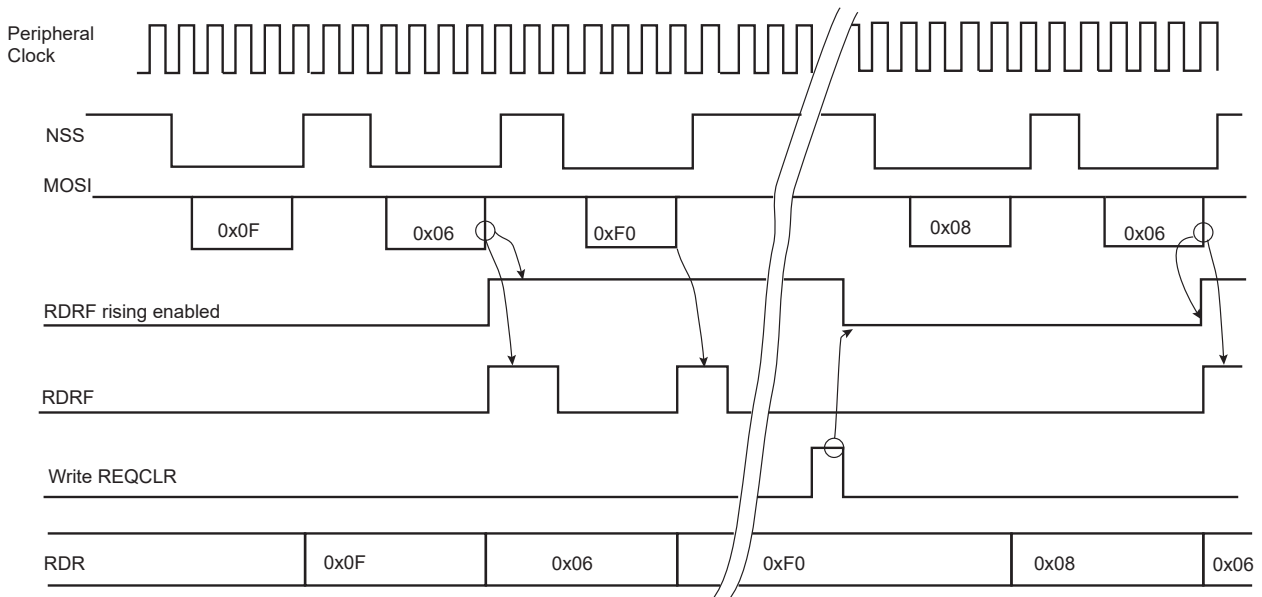 Peripheral
Clock
NSS
MOSI
0x0F
0x06
0xF0
0x08
0x06
RDRF rising enabled
RDRF
Write REQCLR
RDR
0x0F
0x06
0xF0
0x08
0x06